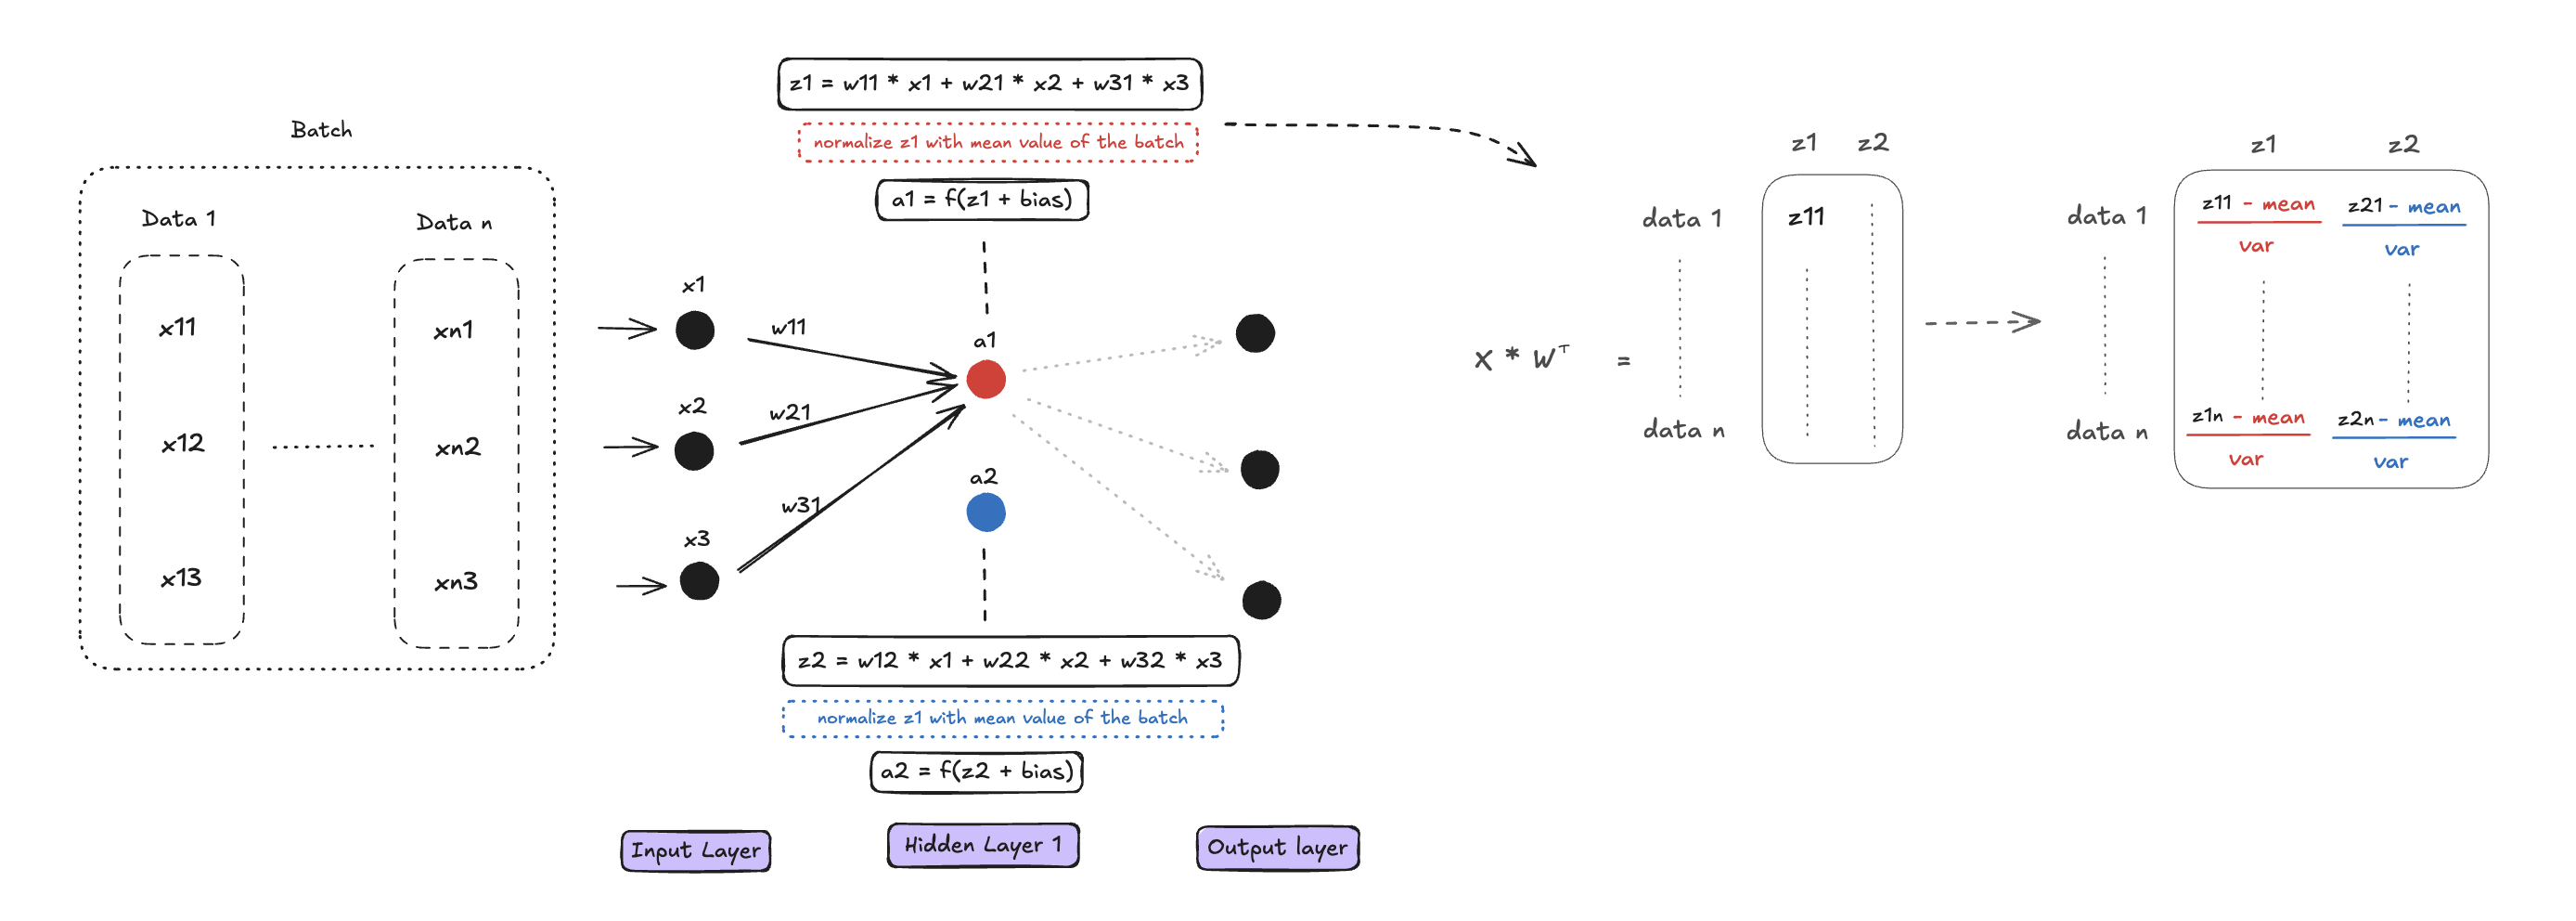 Batch
Data 1
Data n
x11
xn1
x12
xn2
x13
xn3
z1 = w11 * x1 + w21 * x2 + w31 * x3
normalize z1 with mean value of the batch
a1 = f(z1 + bias)
x1
w11
a1
x2
w21
a2
w31
x3
z2 = w12 * x1 + w22 * x2 + w32 * x3
normalize z1 with mean value of the batch
a2 = f(z2 + bias)
Input Layer
Hidden Layer 1
Output layer
X * Wᵀ =
z1 z2
data 1
z11
data n
z1 z2
data 1
z11 - mean
var
z21 - mean
var
data n
z1n - mean
var
z2n - mean
var